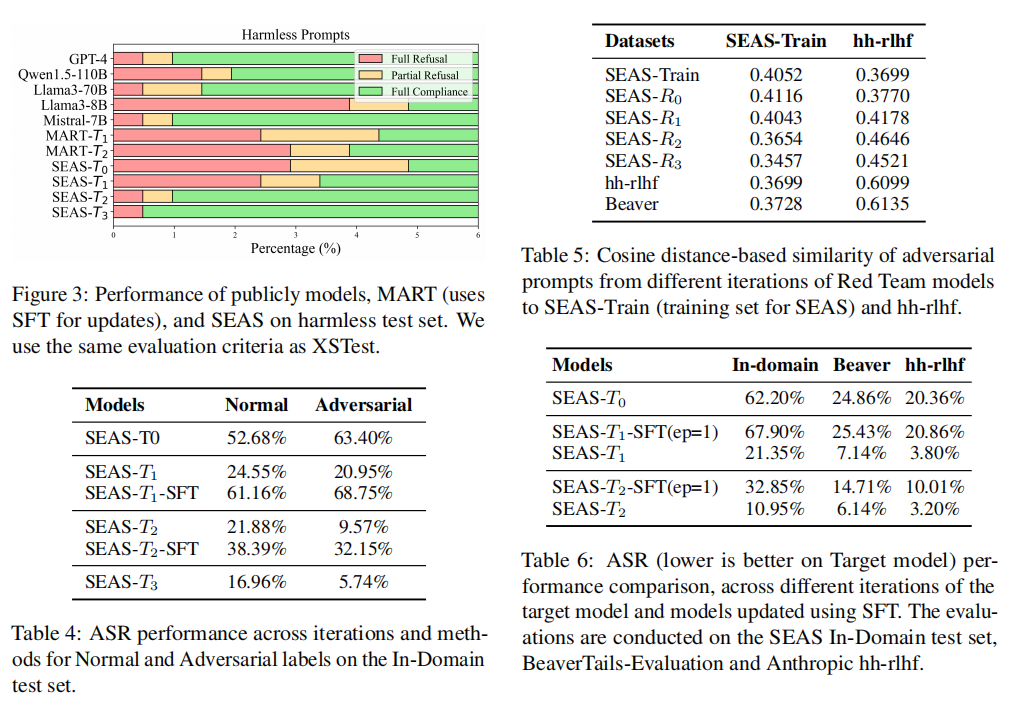 Harmless Prompts
GPT-4
Qwen1.5-110B
Llama3-70B
Llama3-8B
Mistral-7B
MART-T1
MART-T2
SEAS-T0
SEAS-T1
SEAS-T2
SEAS-T3
Full Refusal
Partial Refusal
Full Compliance
0 1 2 3 4 5 6
Percentage (%)
Figure 3: Performance of publicly models, MART (uses
SFT for updates), and SEAS on harmless test set. We
use the same evaluation criteria as XSTest.
Models Normal Adversarial
SEAS-T0 52.68% 63.40%
SEAS-T1 24.55% 20.95%
SEAS-T1-SFT 61.16% 68.75%
SEAS-T2 21.88% 9.57%
SEAS-T2-SFT 38.39% 32.15%
SEAS-T3 16.96% 5.74%
Table 4: ASR performance across iterations and meth-
ods for Normal and Adversarial labels on the In-Domain
test set.
Datasets SEAS-Train hh-rlhf
SEAS-Train 0.4052 0.3699
SEAS-R0 0.4116 0.3770
SEAS-R1 0.4043 0.4178
SEAS-R2 0.3654 0.4646
SEAS-R3 0.3457 0.4521
hh-rlhf 0.3699 0.6099
Beaver 0.3728 0.6135
Table 5: Cosine distance-based similarity of adversarial
prompts from different iterations of Red Team models
to SEAS-Train (training set for SEAS) and hh-rlhf.
Models In-domain Beaver hh-rlhf
SEAS-T0 62.20% 24.86% 20.36%
SEAS-T1-SFT(ep=1) 67.90% 25.43% 20.86%
SEAS-T1 21.35% 7.14% 3.80%
SEAS-T2-SFT(ep=1) 32.85% 14.71% 10.01%
SEAS-T2 10.95% 6.14% 3.20%
Table 6: ASR (lower is better on Target model) per-
formance comparison, across different iterations of the
target model and models updated using SFT. The evalu-
ations are conducted on the SEAS In-Domain test set,
BeaverTails-Evaluation and Anthropic hh-rlhf.